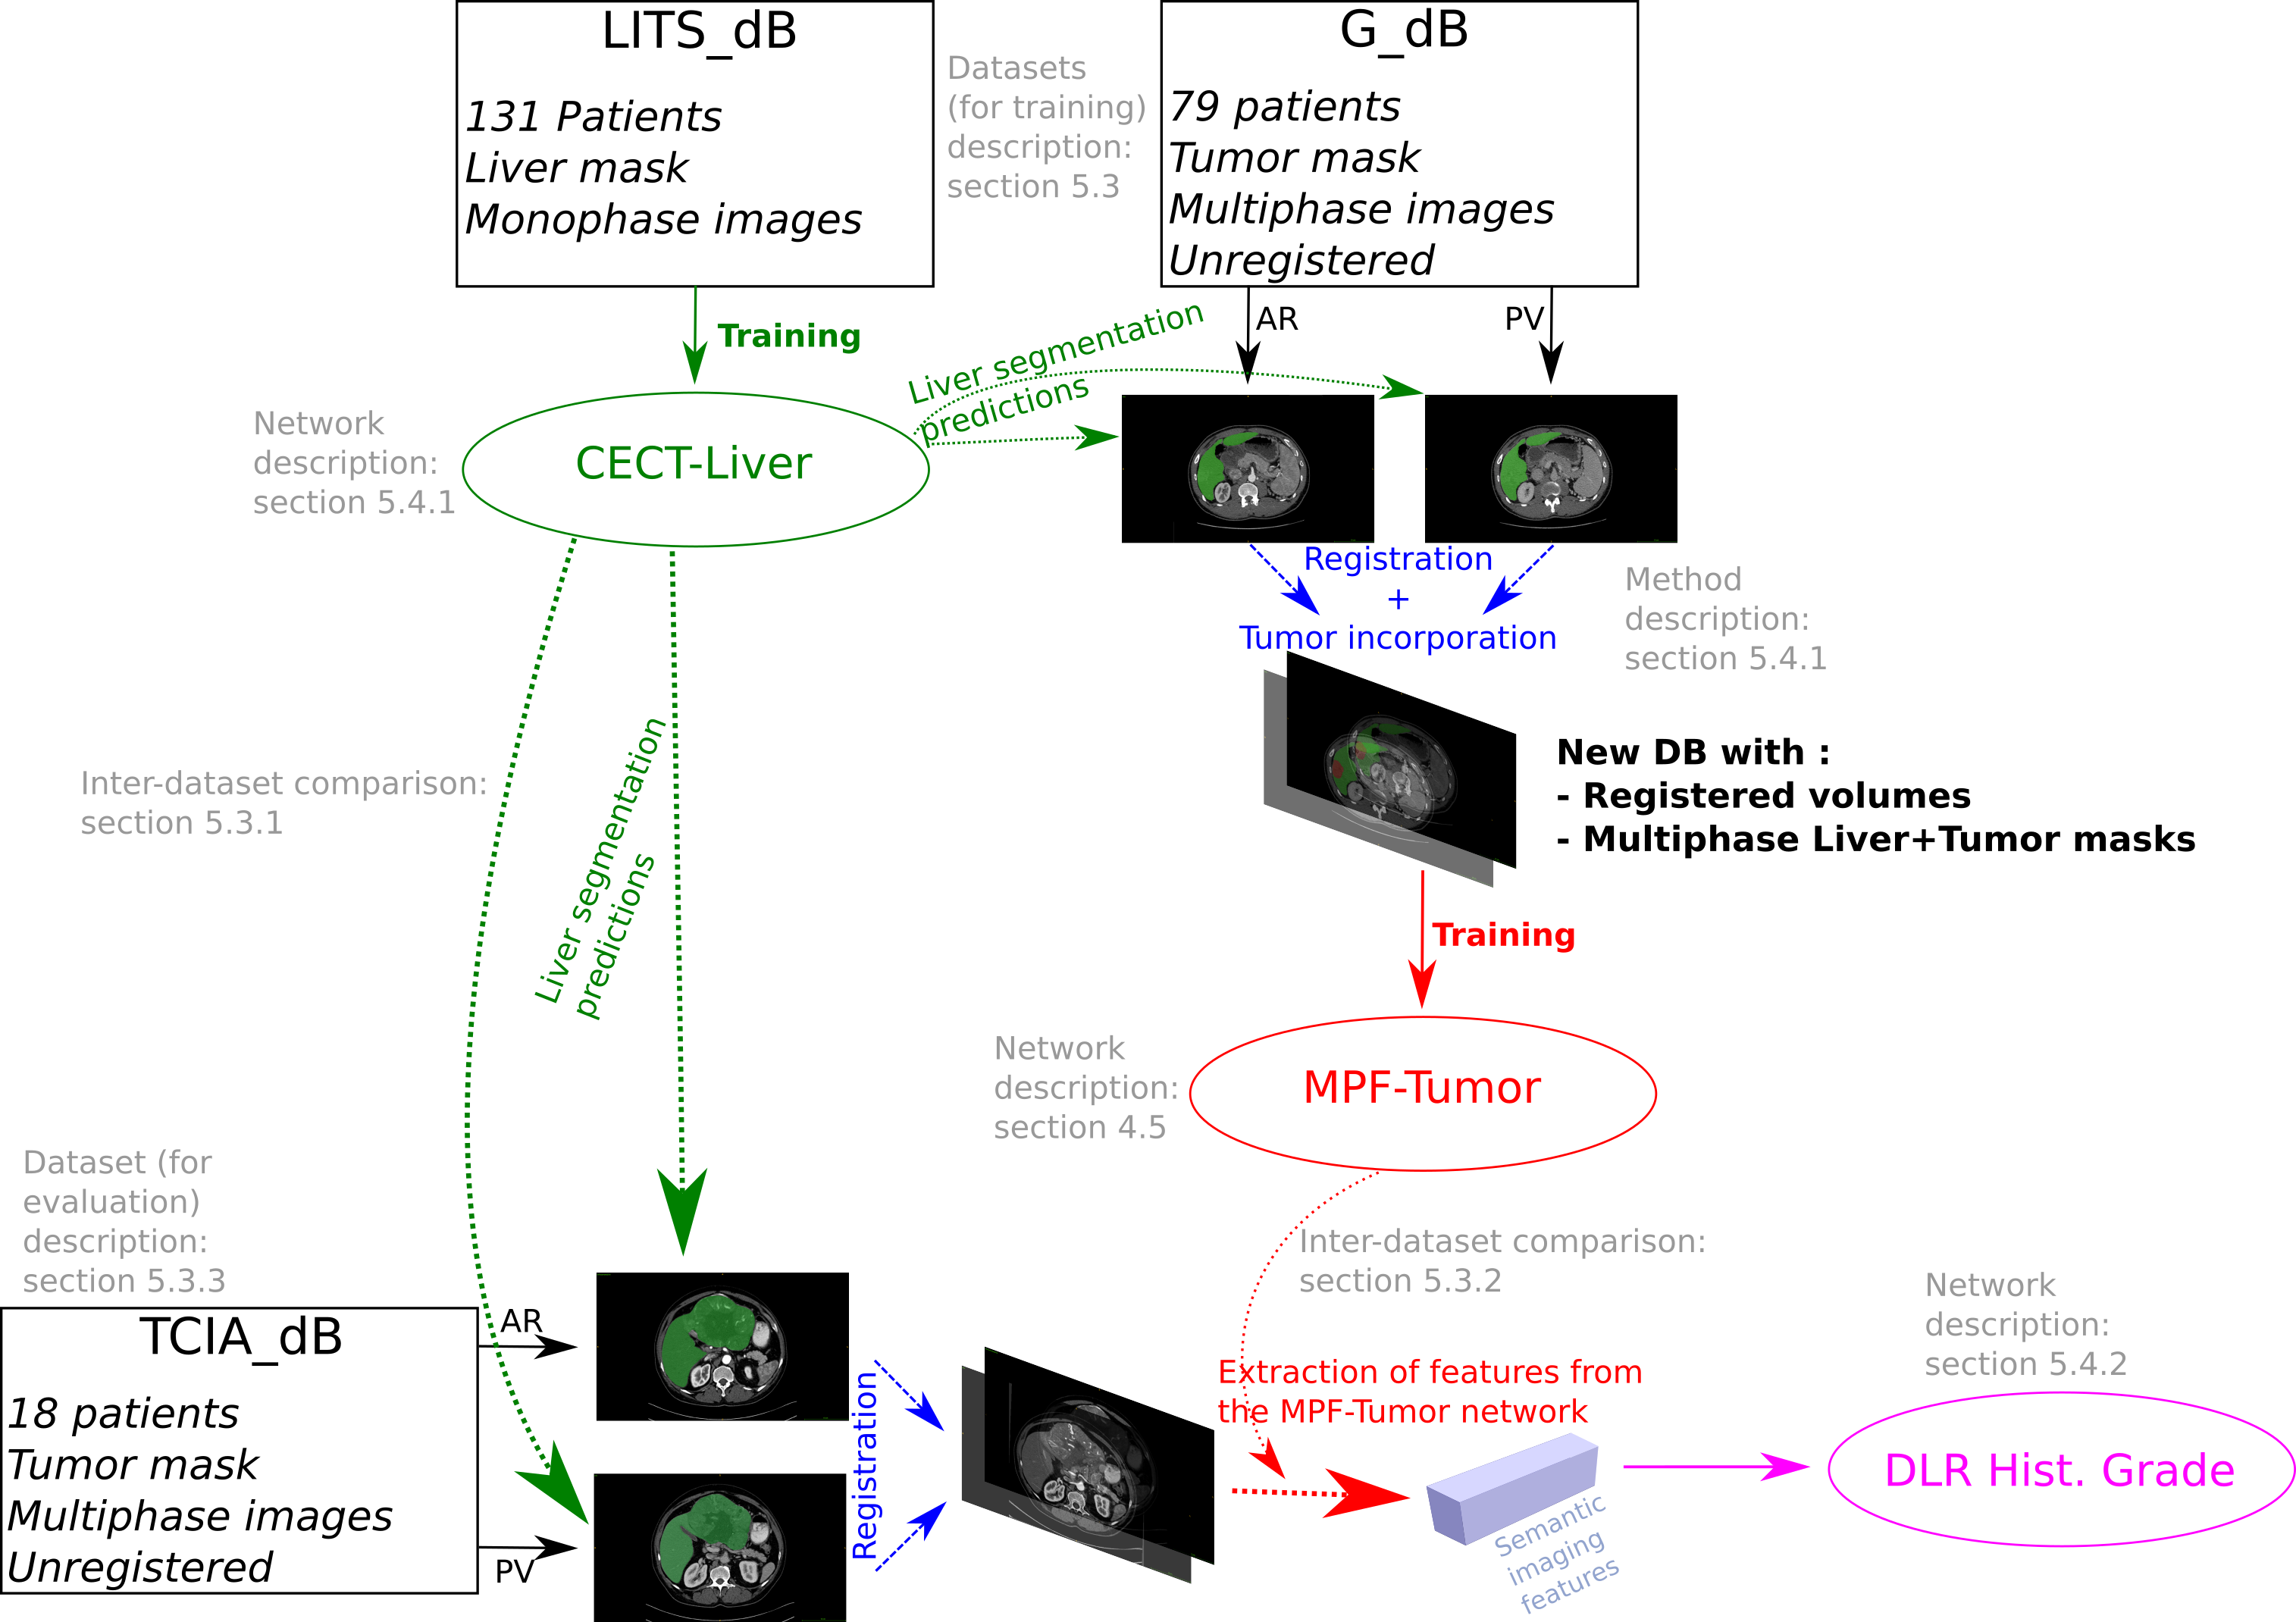 LITS_dB
131 Patients
Liver mask
Monophase images
Datasets
(for training)
description:
section 5.3
G_dB
79 patients
Tumor mask
Multiphase images
Unregistered
Training
AR
PV
Liver segmentation
predictions
Network
description:
section 5.4.1
CECT-Liver
Registration
+
Tumor incorporation
Method
description:
section 5.4.1
New DB with :
- Registered volumes
- Multiphase Liver+Tumor masks
Inter-dataset comparison:
section 5.3.1
Liver segmentation
predictions
Training
Network
description:
section 4.5
MPF-Tumor
Dataset (for
evaluation)
description:
section 5.3.3
Inter-dataset comparison:
section 5.3.2
TCIA_dB
18 patients
Tumor mask
Multiphase images
Unregistered
AR
PV
Registration
Extraction of features from
the MPF-Tumor network
Semantic
imaging
features
Network
description:
section 5.4.2
DLR Hist. Grade